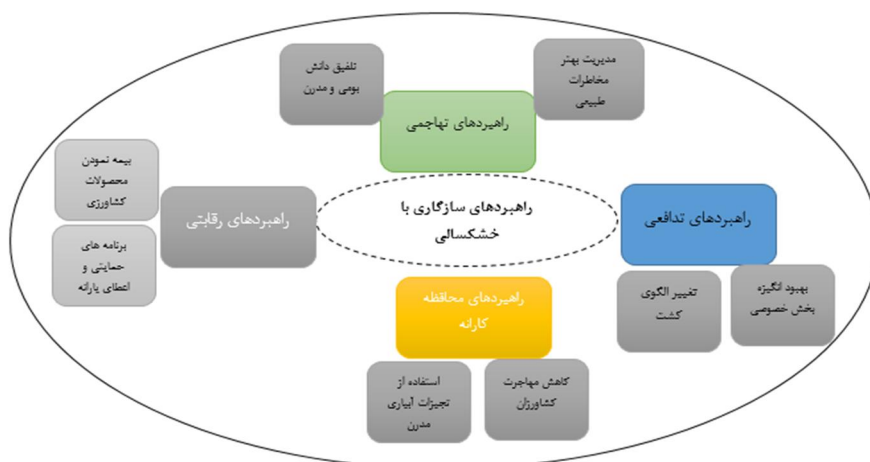 تلفیق دانش
بومی و مدرن
مدیریت بهتر
مخاطرات
طبیعی
راهبردهای تهاجمی
بیمه نمودن
محصولات
کشاورزی
برنامه های
حمایتی و
اعطای یارانه
راهبردهای رقابتی
راهبردهای سازگاری با
خشکسالی
راهبردهای تدافعی
تغییر الگوی
کشت
بهبود انگیزه
بخش خصوصی
راهبردهای محافظه
کارانه
استفاده از
تجیزات آبیاری
مدرن
کاهش مهاجرت
کشاورزان